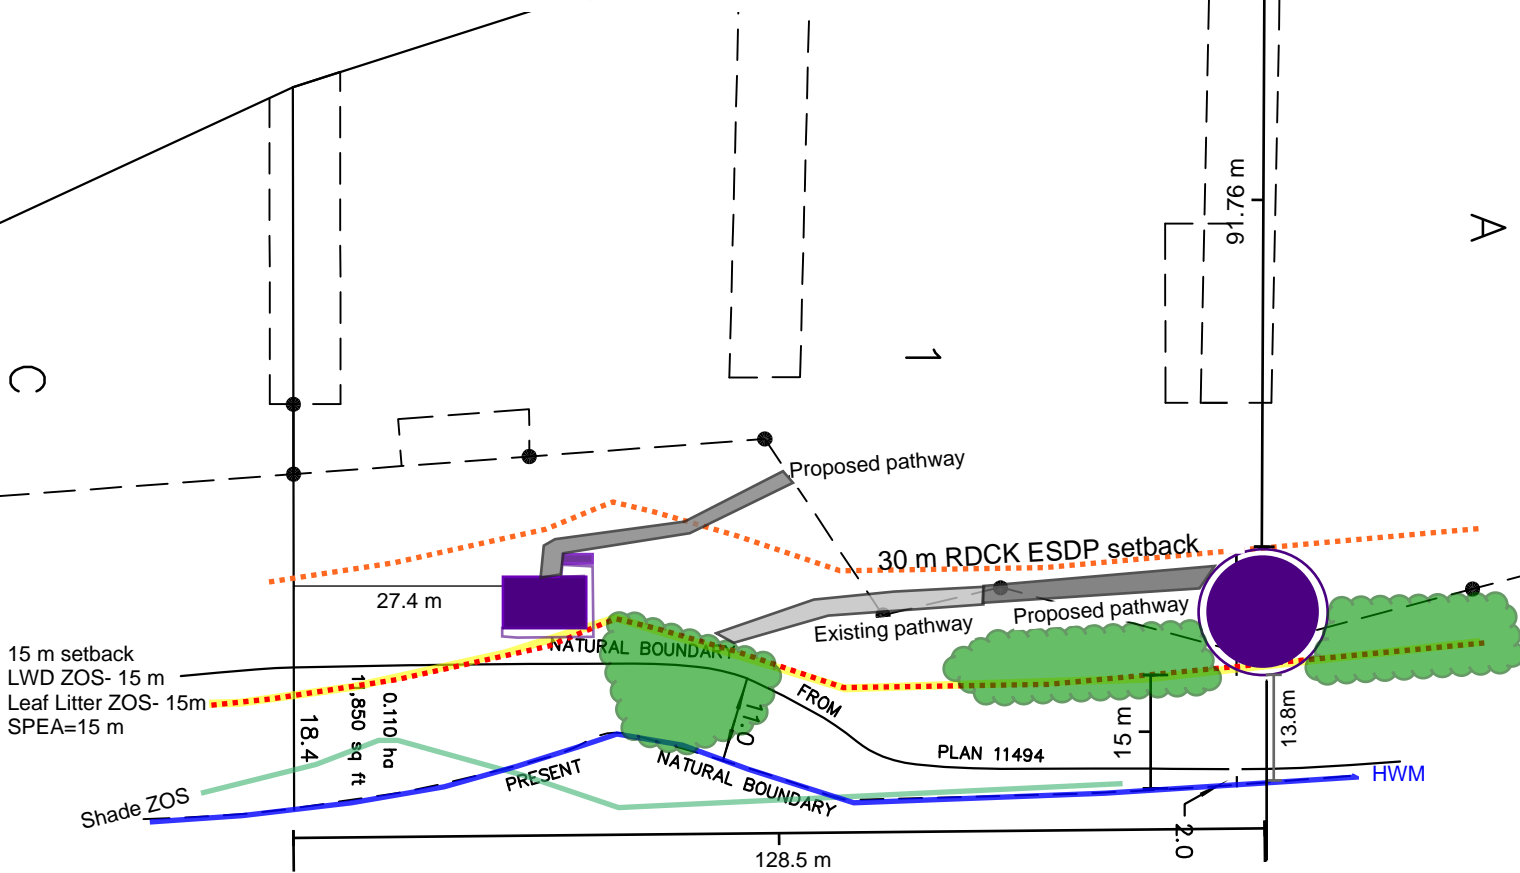 91.76 m
A
C
1
Proposed pathway
30 m RDCK ESDP setback
27.4 m
Proposed pathway
Existing pathway
NATURAL BOUNDARY
FROM
PLAN 11494
15 m setback
LWD ZOS- 15 m
Leaf Litter ZOS- 15m
SPEA=15 m
0.110 ha
11,850 sq ft
18.4
11.0
15 m
13.8m
PRESENT
NATURAL BOUNDARY
HWM
Shade ZOS
2.0
128.5 m